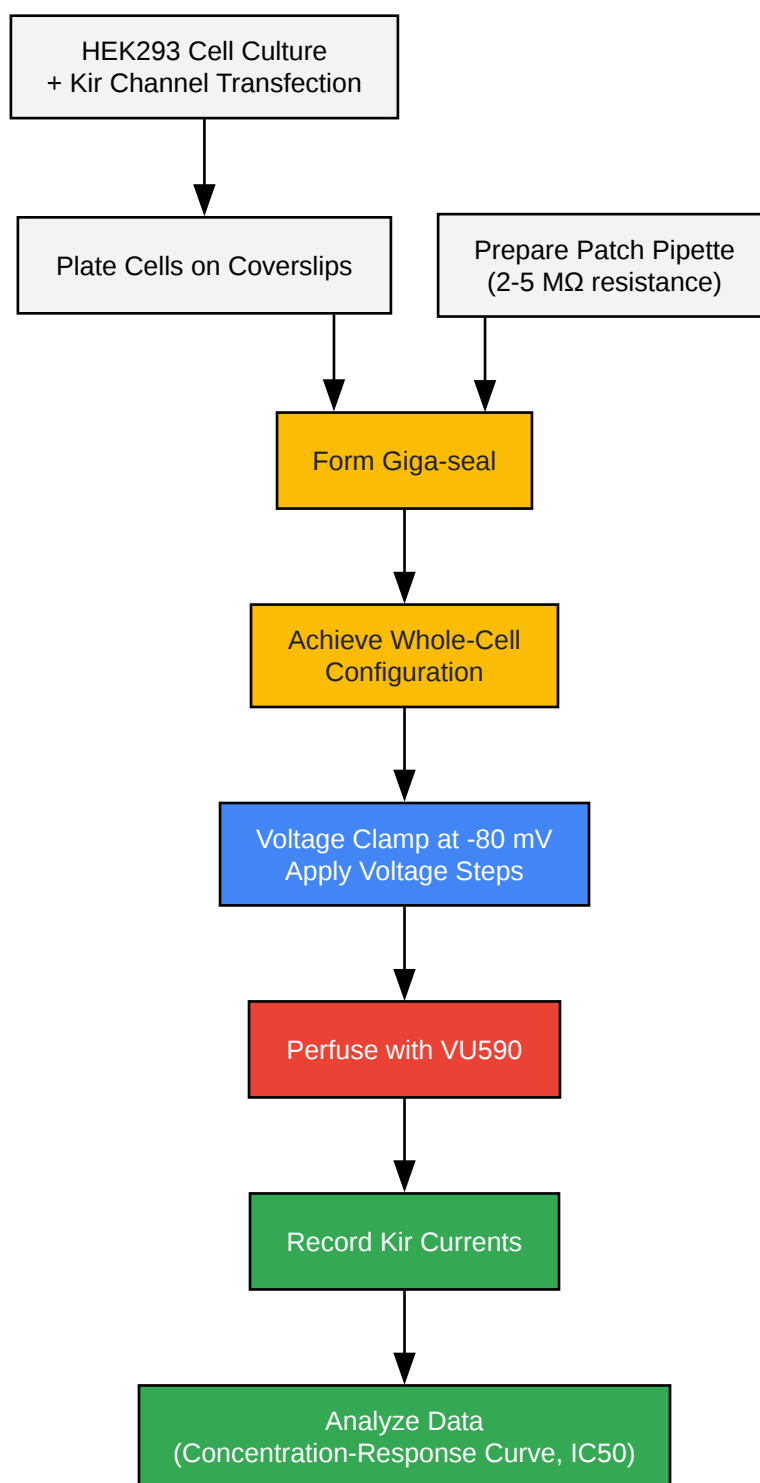 HEK293 Cell Culture
+ Kir Channel Transfection
Plate Cells on Coverslips
Prepare Patch Pipette
(2-5 MΩ resistance)
Form Giga-seal
Achieve Whole-Cell
Configuration
Voltage Clamp at -80 mV
Apply Voltage Steps
Perfuse with VU590
Record Kir Currents
Analyze Data
(Concentration-Response Curve, IC50)